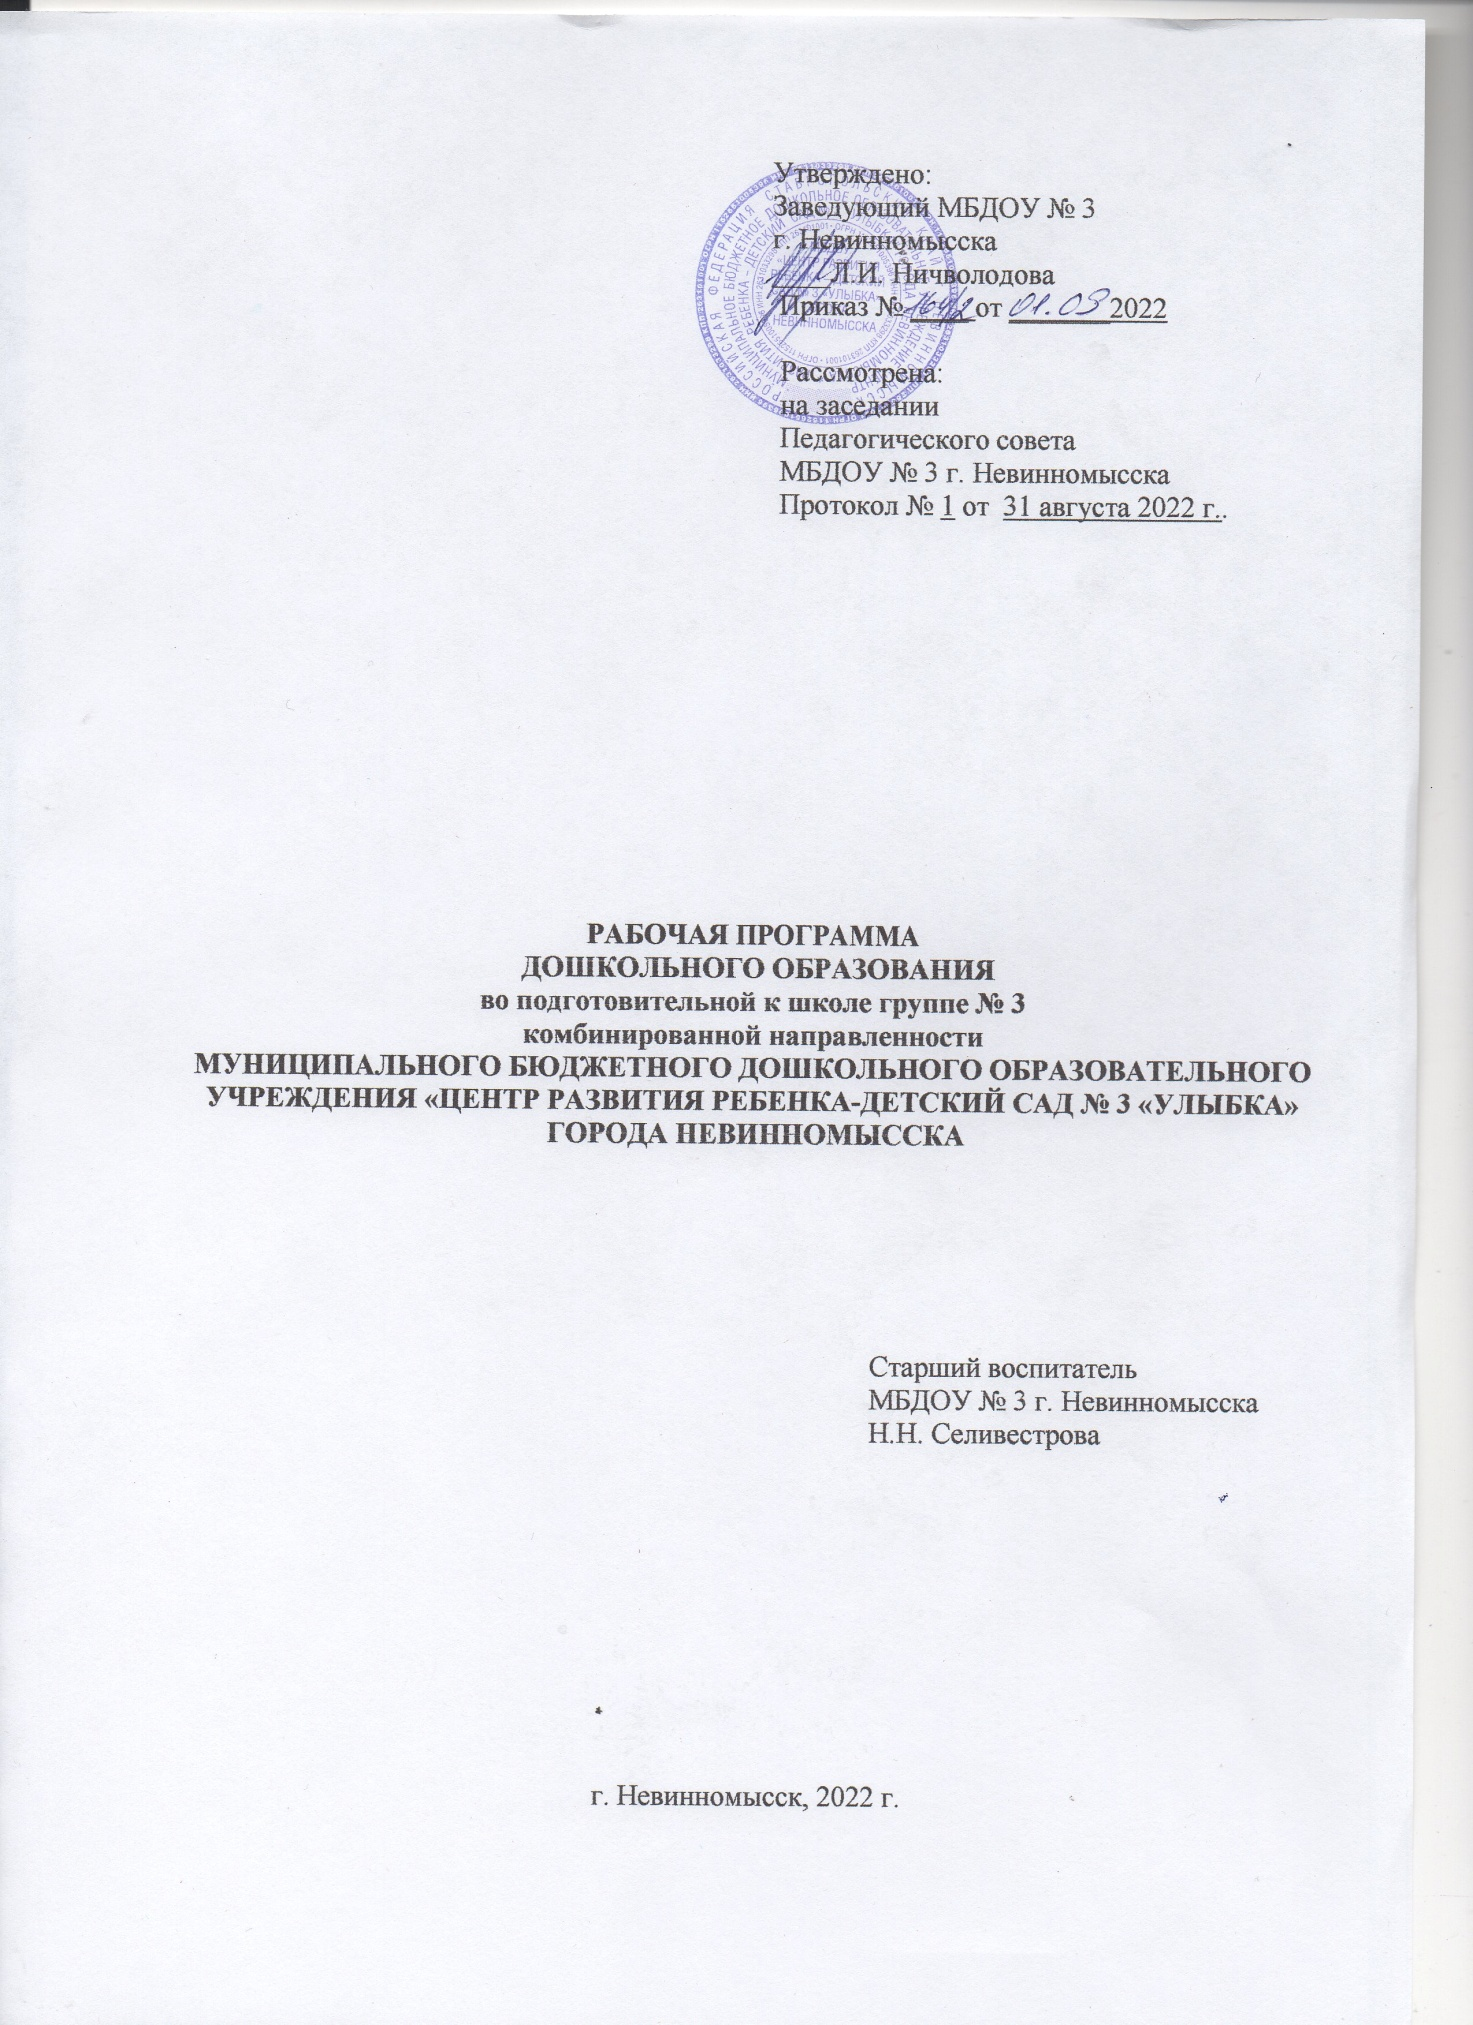 Утверждено:
Заведующий МБДОУ № 3
г. Невинномысска
Л.И. Пичволодова
Приказ № от 01.09 2022
Рассмотрена:
на заседании
Педагогического совета
МБДОУ № 3 г. Невинномысска
Протокол № 1 от 31 августа 2022 г..
РАБОЧАЯ ПРОГРАММА
ДОШКОЛЬНОГО ОБРАЗОВАНИЯ
во подготовительной к школе группе № 3
комбинированной направленности
МУНИЦИПАЛЬНОГО БЮДЖЕТНОГО ДОШКОЛЬНОГО ОБРАЗОВАТЕЛЬНОГО
УЧРЕЖДЕНИЯ «ЦЕНТР РАЗВИТИЯ РЕБЕНКА-ДЕТСКИЙ САД № 3 «УЛЫБКА»
ГОРОДА НЕВИННОМЫССКА
Старший воспитатель
МБДОУ № 3 г. Невинномысска
Н.Н. Селивестрова
г. Невинномысск, 2022 г.